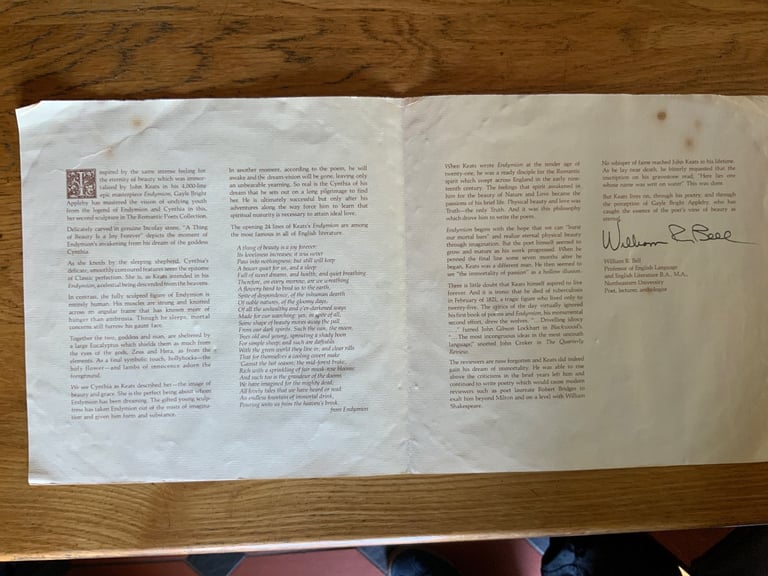 Inspired by the same intense feeling for
the eternity of beauty which was immor-
talized by John Keats in his 4,000-line
epic masterpiece Endymion, Gayle Bright
Appleby has mastered the vision of undying youth
from the legend of Endymion and Cynthia in this,
her second sculpture in The Romantic Poets Collection.
Delicately carved in genuine Incolay stone, "A Thing
of Beauty is a Joy Forever" depicts the moment of
Endymion's awakening from his dream of the goddess
Cynthia.
As she kneels by the sleeping shepherd, Cynthia's
delicate, smoothly contoured features seem the epitome
of Classic perfection. She is, as Keats intended in his
Endymion, a celestial being descended from the heavens.
In contrast, the fully sculpted figure of Endymion is
entirely human. His muscles are strong and knitted
across an angular frame that has known more of
hunger than ambrosia. Though he sleeps, mortal
concerns still furrow his gaunt face.
Together the two, goddess and man, are sheltered by
a large Eucalyptus which shields them as much from
the eyes of the gods, Zeus and Hera, as from the
elements. As a final symbolic touch, hollyhocks—the
holy flower—and lambs of innocence adorn the
foreground.
We see Cynthia as Keats described her—the image of
beauty and grace. She is the perfect being about whom
Endymion has been dreaming. The gifted young sculp-
tress has taken Endymion out of the mists of imagina-
tion and given him form and substance.
In another moment, according to the poem, he will
awake and the dream-vision will be gone, leaving only
an unbearable yearning. So real is the Cynthia of his
dream that he sets out on a long pilgrimage to find
her. He is ultimately successful but only after his
adventures along the way force him to learn that
spiritual maturity is necessary to attain ideal love.
The opening 24 lines of Keats's Endymion are among
the most famous in all of English literature.
A thing of beauty is a joy forever:
Its loveliness increases; it will never
Pass into nothingness; but still will keep
A bower quiet for us, and a sleep
Full of sweet dreams, and health, and quiet breathing.
Therefore, on every morrow, are we wreathing
A flowery band to bind us to the earth,
Spite of despondence, of the inhuman dearth
Of noble natures, of the gloomy days,
Of all the unhealthy and o'er-darkened ways
Made for our searching: yes, in spite of all,
Some shape of beauty moves away the pall
From our dark spirits. Such the sun, the moon,
Trees old and young, sprouting a shady boon
For simple sheep; and such are daffodils
With the green world they live in; and clear rills
That for themselves a cooling covert make
'Gainst the hot season; the mid-forest brake,
Rich with a sprinkling of fair musk-rose blooms:
And such too is the grandeur of the dooms
We have imagined for the mighty dead;
All lovely tales that we have heard or read:
An endless fountain of immortal drink,
Pouring unto us from the heaven's brink.
from Endymion
When Keats wrote Endymion at the tender age of
twenty-one, he was a ready disciple for the Romantic
spirit which swept across England in the early nine-
teenth century. The feelings that spirit awakened in
him for the beauty of Nature and Love became the
passions of his brief life. Physical beauty and love was
Truth—the only Truth. And it was this philosophy
which drove him to write the poem.
Endymion begins with the hope that we can "burst
our mortal bars" and realize eternal physical beauty
through imagination. But the poet himself seemed to
grow and mature as his work progressed. When he
penned the final line some seven months after he
began, Keats was a different man. He then seemed to
see "the immortality of passion" as a hollow illusion.
There is little doubt Keats himself aspired to live
forever. And it is ironic that he died of tuberculosis
in February of 1821, a tragic figure who lived only to
twenty-five. The critics of the day virtually ignored
his first book of poems and Endymion, his monumental
second effort, drew the wolves. "... Drivelling idiocy
..." fumed John Gibson Lockhart in Blackwood's.
"... The most incongruous ideas in the most uncouth
language" snorted John Croker in The Quarterly
Review.
The reviewers are now forgotten and Keats did indeed
gain his dream of immortality. He was able to rise
above the criticisms in the brief years left him and
continued to write poetry which would cause modern
reviewers such as poet laureate Robert Bridges to
exalt him beyond Milton and on a level with William
Shakespeare.
No whisper of fame reached John Keats in his lifetime.
As he lay near death, he bitterly requested that the
inscription on his gravestone read, "Here lies one
whose name was writ on water." This was done.
But Keats lives on, through his poetry, and through
the perception of Gayle Bright Appleby, who has
caught the essence of the poet's view of beauty as
eternal.
William R. Bell
William R. Bell
Professor of English Language
and English Literature B.A., M.A.,
Northeastern University
Poet, lecturer, anthologist